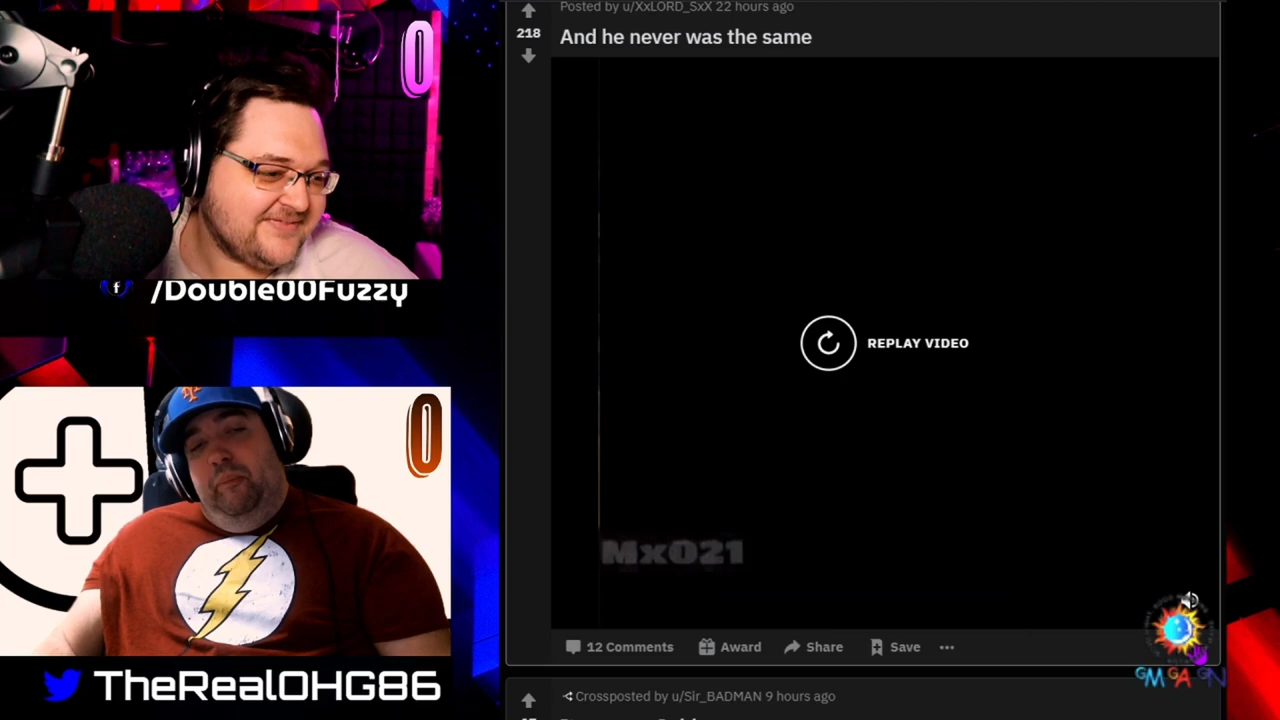 0
/Double00Fuzzy
0
TheRealOHG86
Posted by u/XxLORD_SxX 22 hours ago
218
And he never was the same
REPLAY VIDEO
Mx021
12 Comments
Award
Share
Save
Crossposted by u/Sir_BADMAN 9 hours ago
GMGAGN